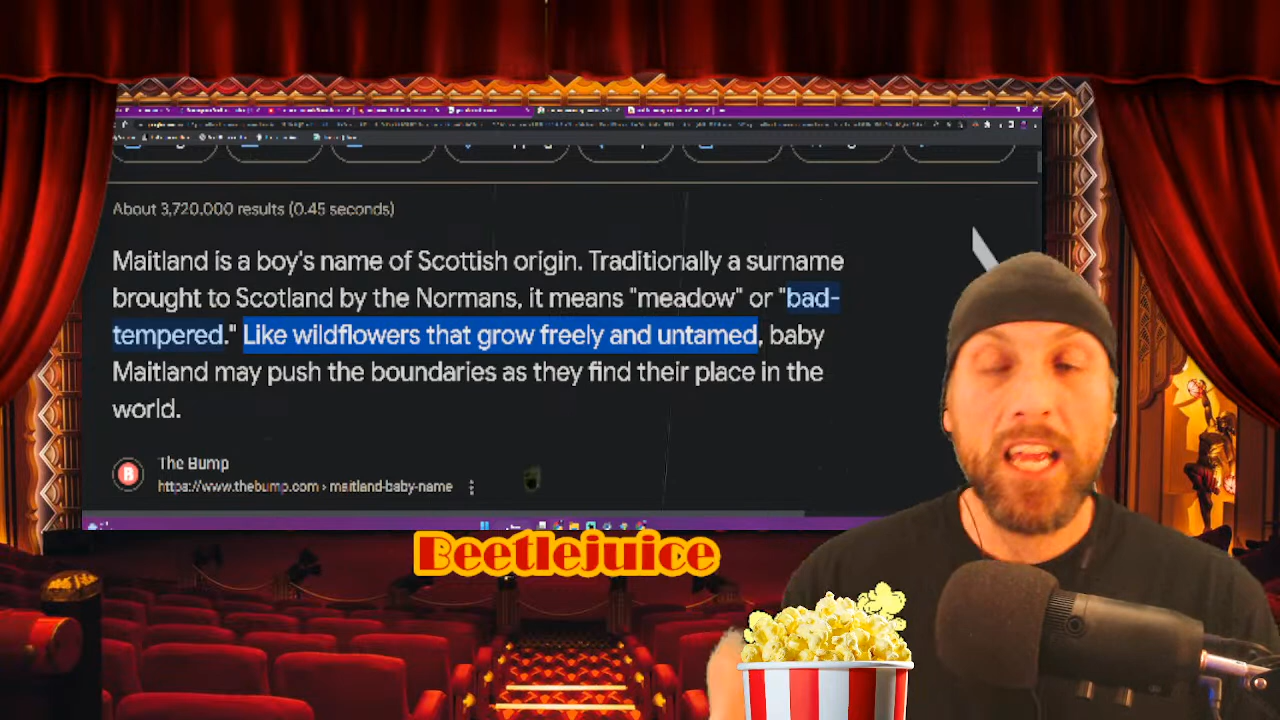 About 3,720,000 results (0.45 seconds)
Maitland is a boy's name of Scottish origin. Traditionally a surname
brought to Scotland by the Normans, it means "meadow" or "bad-
tempered." Like wildflowers that grow freely and untamed, baby
Maitland may push the boundaries as they find their place in the
world.
B
The Bump
https://www.thebump.com › maitland-baby-name
Beetlejuice